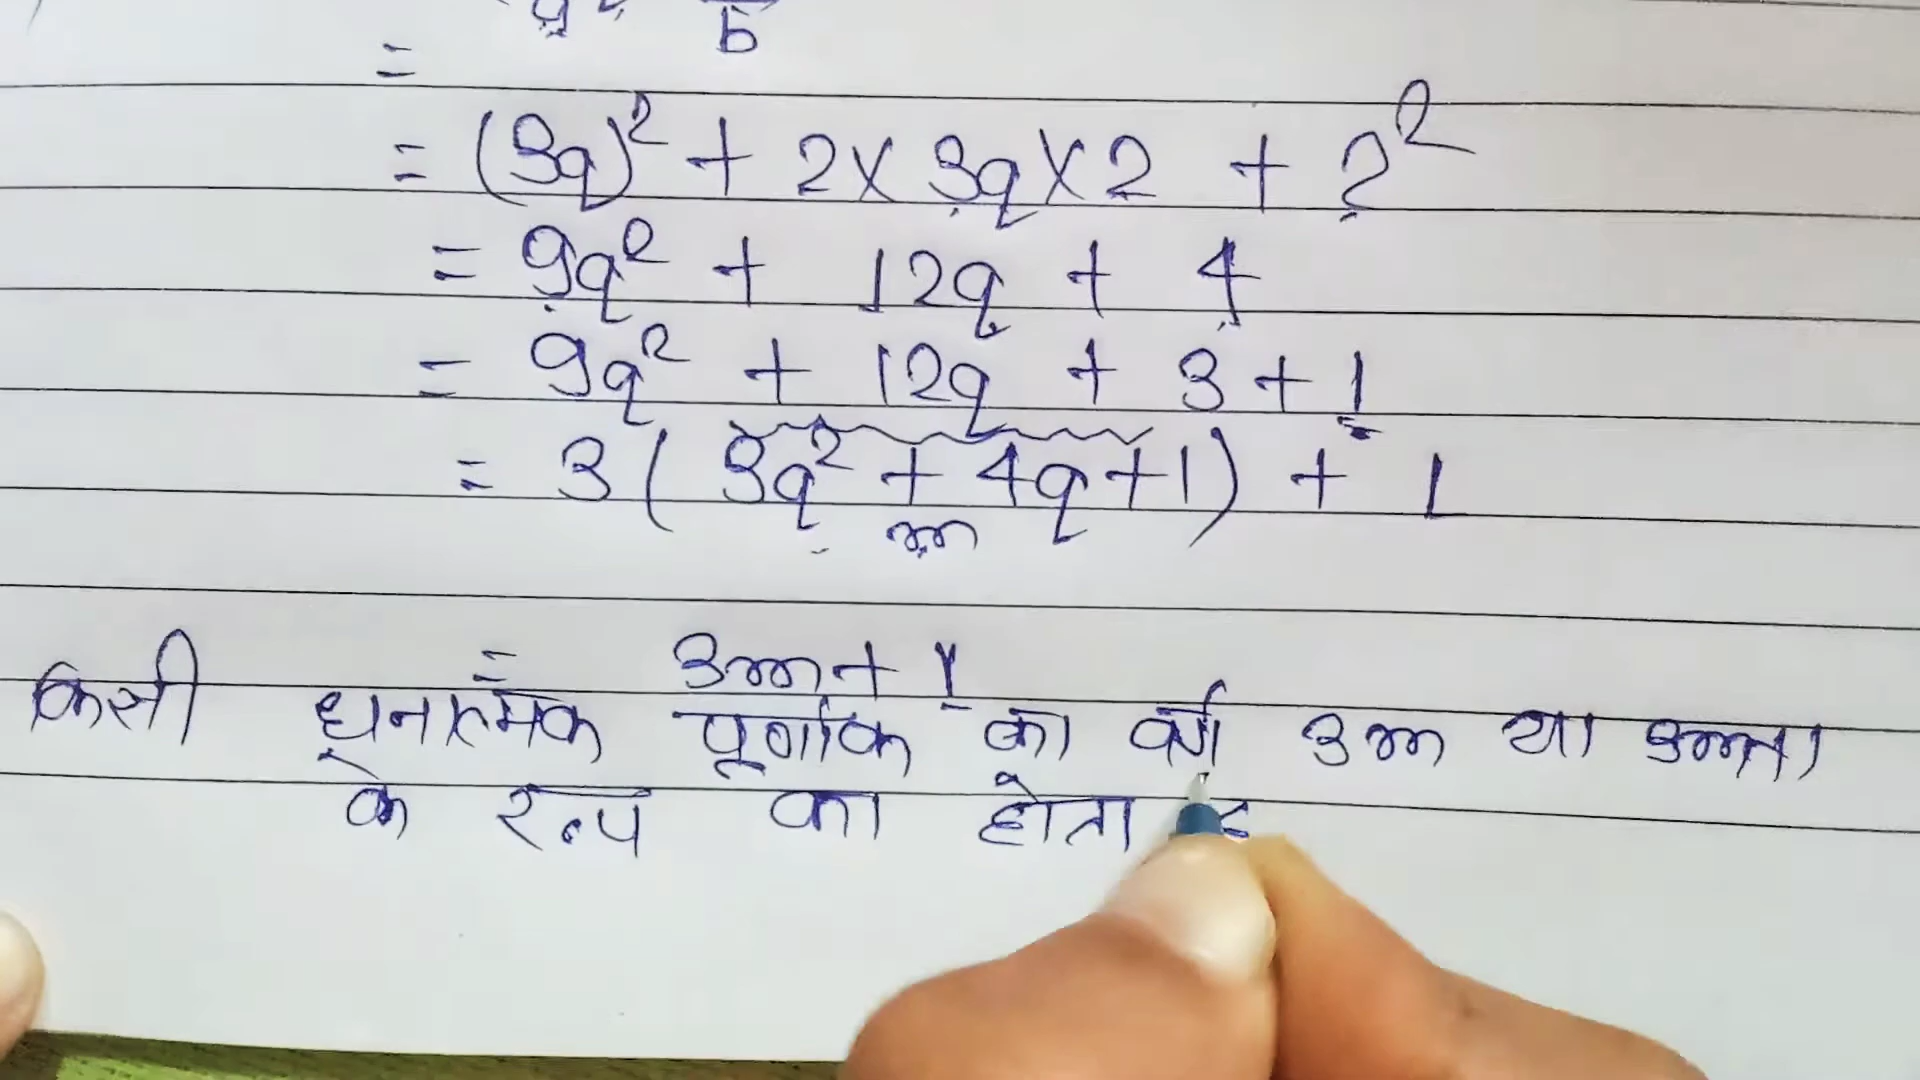 b
=
= (3q)² + 2 × 3q × 2 + 2²
= 9q² + 12q + 4
= 9q² + 12q + 3 + 1
= 3 ( 3q² + 4q + 1 ) + 1
m
= 3m + 1
किसी धनात्मक पूर्णाक का वर्ग 3m या 3m+1
के रूप का होता